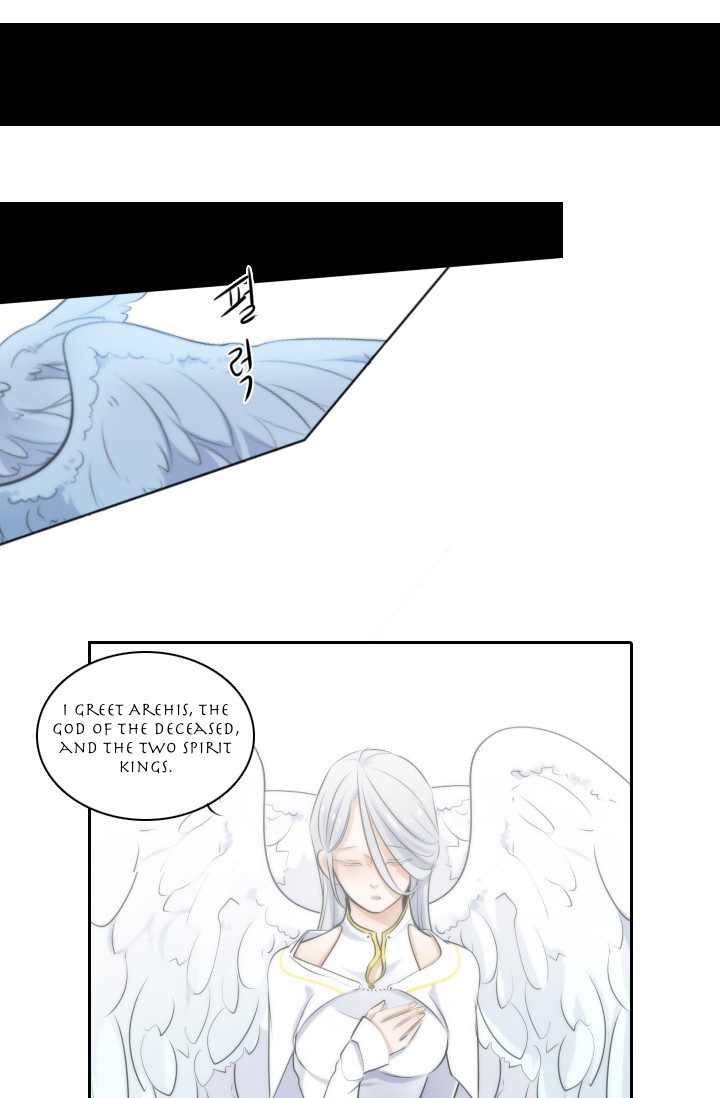 펄
럭
I GREET AREHIS, THE
GOD OF THE DECEASED,
AND THE TWO SPIRIT
KINGS.